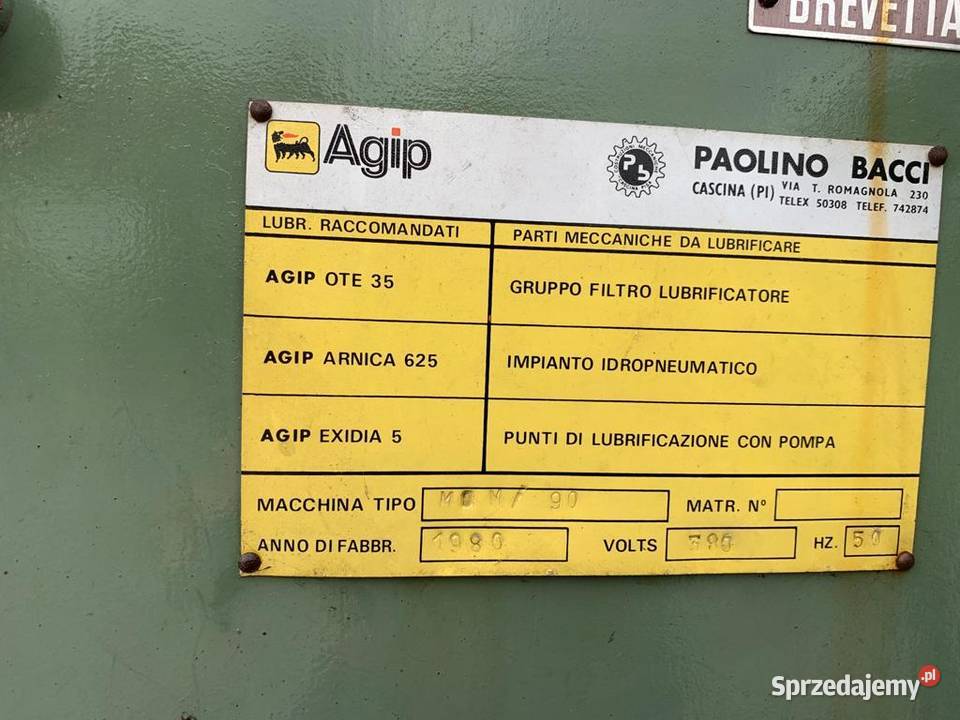 BREVETTA
Agip
PAOLINO BACCI
CASCINA (PI) VIA T. ROMAGNOLA 230
TELEX 50308 TELEF. 742874
LUBR. RACCOMANDATI PARTI MECCANICHE DA LUBRIFICARE
AGIP OTE 35 GRUPPO FILTRO LUBRIFICATORE
AGIP ARNICA 625 IMPIANTO IDROPNEUMATICO
AGIP EXIDIA 5 PUNTI DI LUBRIFICAZIONE CON POMPA
MACCHINA TIPO 90 MATR. Nº
ANNO DI FABBR. 1980 VOLTS HZ. 50
Sprzedajemy.pl